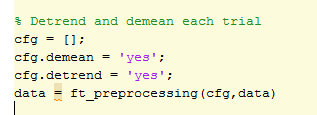 % Detrend and demean each trial
cfg = [];
cfg.demean = 'yes';
cfg.detrend = 'yes';
data = ft_preprocessing(cfg,data)